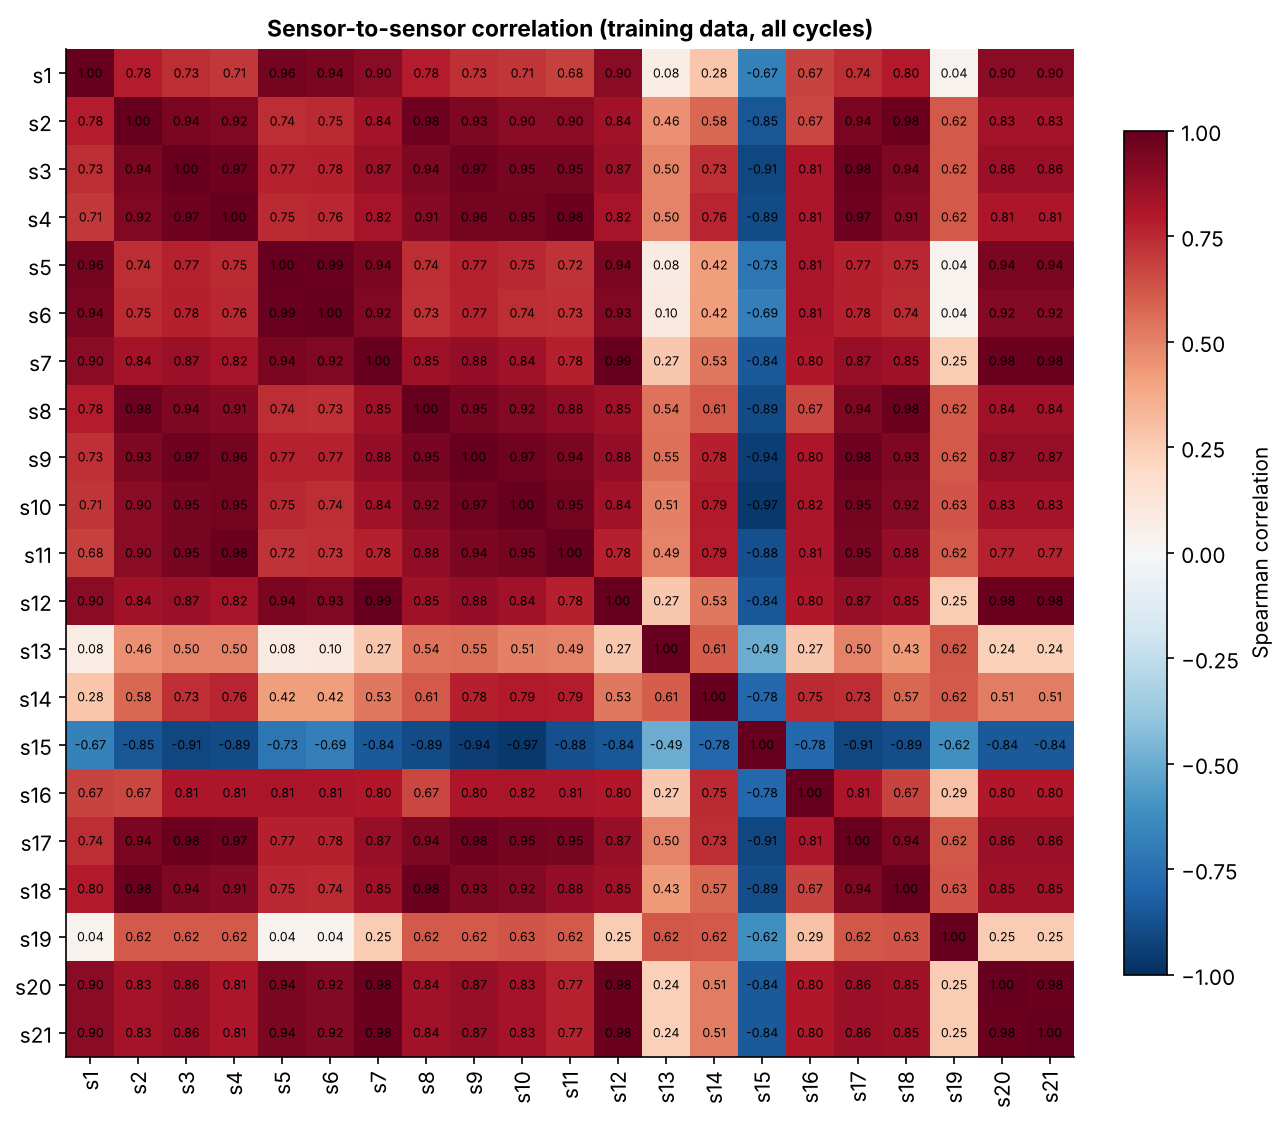 Sensor-to-sensor correlation (training data, all cycles)
s1 1.00 0.78 0.73 0.71 0.96 0.94 0.90 0.78 0.73 0.71 0.68 0.90 0.08 0.28 -0.67 0.67 0.74 0.80 0.04 0.90 0.90
s2 0.78 1.00 0.94 0.92 0.74 0.75 0.84 0.98 0.93 0.90 0.90 0.84 0.46 0.58 -0.85 0.67 0.94 0.98 0.62 0.83 0.83
s3 0.73 0.94 1.00 0.97 0.77 0.78 0.87 0.94 0.97 0.95 0.95 0.87 0.50 0.73 -0.91 0.81 0.98 0.94 0.62 0.86 0.86
s4 0.71 0.92 0.97 1.00 0.75 0.76 0.82 0.91 0.96 0.95 0.98 0.82 0.50 0.76 -0.89 0.81 0.97 0.91 0.62 0.81 0.81
s5 0.96 0.74 0.77 0.75 1.00 0.99 0.94 0.74 0.77 0.75 0.72 0.94 0.08 0.42 -0.73 0.81 0.77 0.75 0.04 0.94 0.94
s6 0.94 0.75 0.78 0.76 0.99 1.00 0.92 0.73 0.77 0.74 0.73 0.93 0.10 0.42 -0.69 0.81 0.78 0.74 0.04 0.92 0.92
s7 0.90 0.84 0.87 0.82 0.94 0.92 1.00 0.85 0.88 0.84 0.78 0.99 0.27 0.53 -0.84 0.80 0.87 0.85 0.25 0.98 0.98
s8 0.78 0.98 0.94 0.91 0.74 0.73 0.85 1.00 0.95 0.92 0.88 0.85 0.54 0.61 -0.89 0.67 0.94 0.98 0.62 0.84 0.84
s9 0.73 0.93 0.97 0.96 0.77 0.77 0.88 0.95 1.00 0.97 0.94 0.88 0.55 0.78 -0.94 0.80 0.98 0.93 0.62 0.87 0.87
s10 0.71 0.90 0.95 0.95 0.75 0.74 0.84 0.92 0.97 1.00 0.95 0.84 0.51 0.79 -0.97 0.82 0.95 0.92 0.63 0.83 0.83
s11 0.68 0.90 0.95 0.98 0.72 0.73 0.78 0.88 0.94 0.95 1.00 0.78 0.49 0.79 -0.88 0.81 0.95 0.88 0.62 0.77 0.77
s12 0.90 0.84 0.87 0.82 0.94 0.93 0.99 0.85 0.88 0.84 0.78 1.00 0.27 0.53 -0.84 0.80 0.87 0.85 0.25 0.98 0.98
s13 0.08 0.46 0.50 0.50 0.08 0.10 0.27 0.54 0.55 0.51 0.49 0.27 1.00 0.61 -0.49 0.27 0.50 0.43 0.62 0.24 0.24
s14 0.28 0.58 0.73 0.76 0.42 0.42 0.53 0.61 0.78 0.79 0.79 0.53 0.61 1.00 -0.78 0.75 0.73 0.57 0.62 0.51 0.51
s15 -0.67 -0.85 -0.91 -0.89 -0.73 -0.69 -0.84 -0.89 -0.94 -0.97 -0.88 -0.84 -0.49 -0.78 1.00 -0.78 -0.91 -0.89 -0.62 -0.84 -0.84
s16 0.67 0.67 0.81 0.81 0.81 0.81 0.80 0.67 0.80 0.82 0.81 0.80 0.27 0.75 -0.78 1.00 0.81 0.67 0.29 0.80 0.80
s17 0.74 0.94 0.98 0.97 0.77 0.78 0.87 0.94 0.98 0.95 0.95 0.87 0.50 0.73 -0.91 0.81 1.00 0.94 0.62 0.86 0.86
s18 0.80 0.98 0.94 0.91 0.75 0.74 0.85 0.98 0.93 0.92 0.88 0.85 0.43 0.57 -0.89 0.67 0.94 1.00 0.63 0.85 0.85
s19 0.04 0.62 0.62 0.62 0.04 0.04 0.25 0.62 0.62 0.63 0.62 0.25 0.62 0.62 -0.62 0.29 0.62 0.63 1.00 0.25 0.25
s20 0.90 0.83 0.86 0.81 0.94 0.92 0.98 0.84 0.87 0.83 0.77 0.98 0.24 0.51 -0.84 0.80 0.86 0.85 0.25 1.00 0.98
s21 0.90 0.83 0.86 0.81 0.94 0.92 0.98 0.84 0.87 0.83 0.77 0.98 0.24 0.51 -0.84 0.80 0.86 0.85 0.25 0.98 1.00
s1 s2 s3 s4 s5 s6 s7 s8 s9 s10 s11 s12 s13 s14 s15 s16 s17 s18 s19 s20 s21
1.00
0.75
0.50
0.25
0.00
−0.25
−0.50
−0.75
−1.00
Spearman correlation